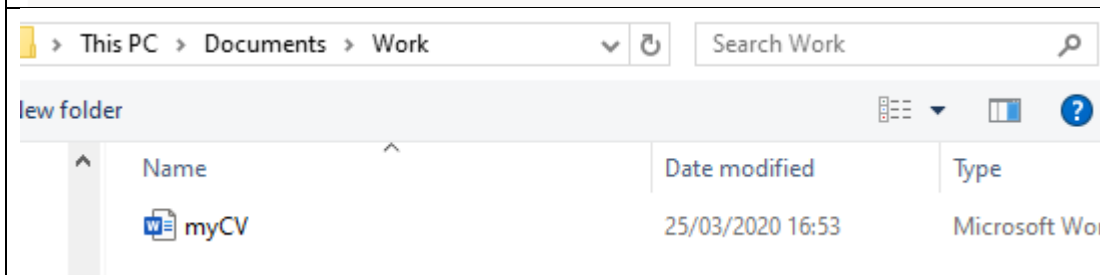 This PC > Documents > Work Search Work
lew folder ?
Name Date modified Type
myCV 25/03/2020 16:53 Microsoft Wor